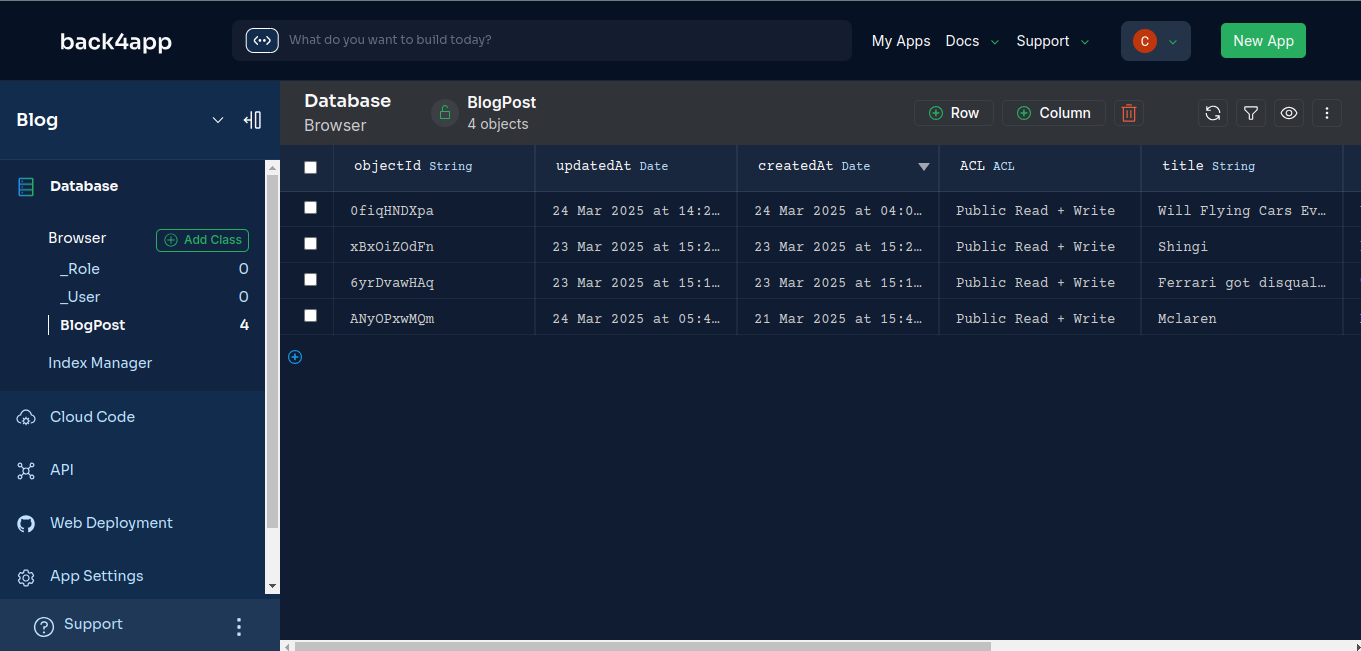 back4app
What do you want to build today?
My Apps Docs Support C New App
Blog
Database
Browser
BlogPost
4 objects
Row Column
Database
Browser Add Class
_Role 0
_User 0
BlogPost 4
Index Manager
Cloud Code
API
Web Deployment
App Settings
Support
objectId String updatedAt Date createdAt Date ACL ACL title String
0fiqHNDXpa 24 Mar 2025 at 14:2… 24 Mar 2025 at 04:0… Public Read + Write Will Flying Cars Ev…
xBxOiZOdFn 23 Mar 2025 at 15:2… 23 Mar 2025 at 15:2… Public Read + Write Shingi
6yrDvawHAq 23 Mar 2025 at 15:1… 23 Mar 2025 at 15:1… Public Read + Write Ferrari got disqual…
ANyOPxwMQm 24 Mar 2025 at 05:4… 21 Mar 2025 at 15:4… Public Read + Write Mclaren